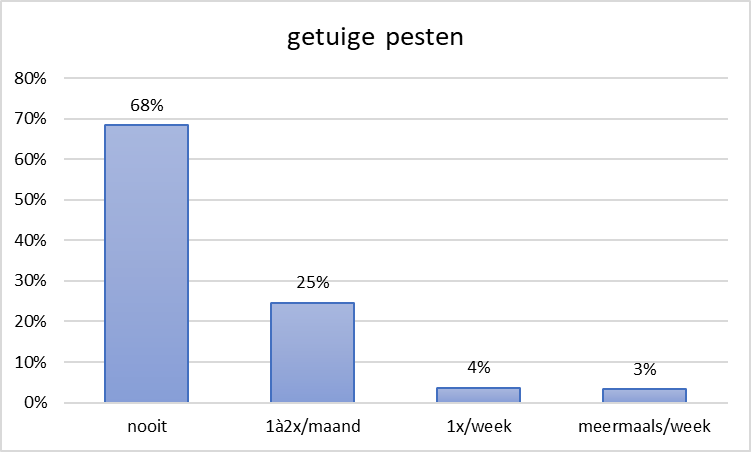 getuige pesten
80%
70%
60%
50%
40%
30%
20%
10%
0%
68%
25%
4%
3%
nooit
1à2x/maand
1x/week
meermaals/week